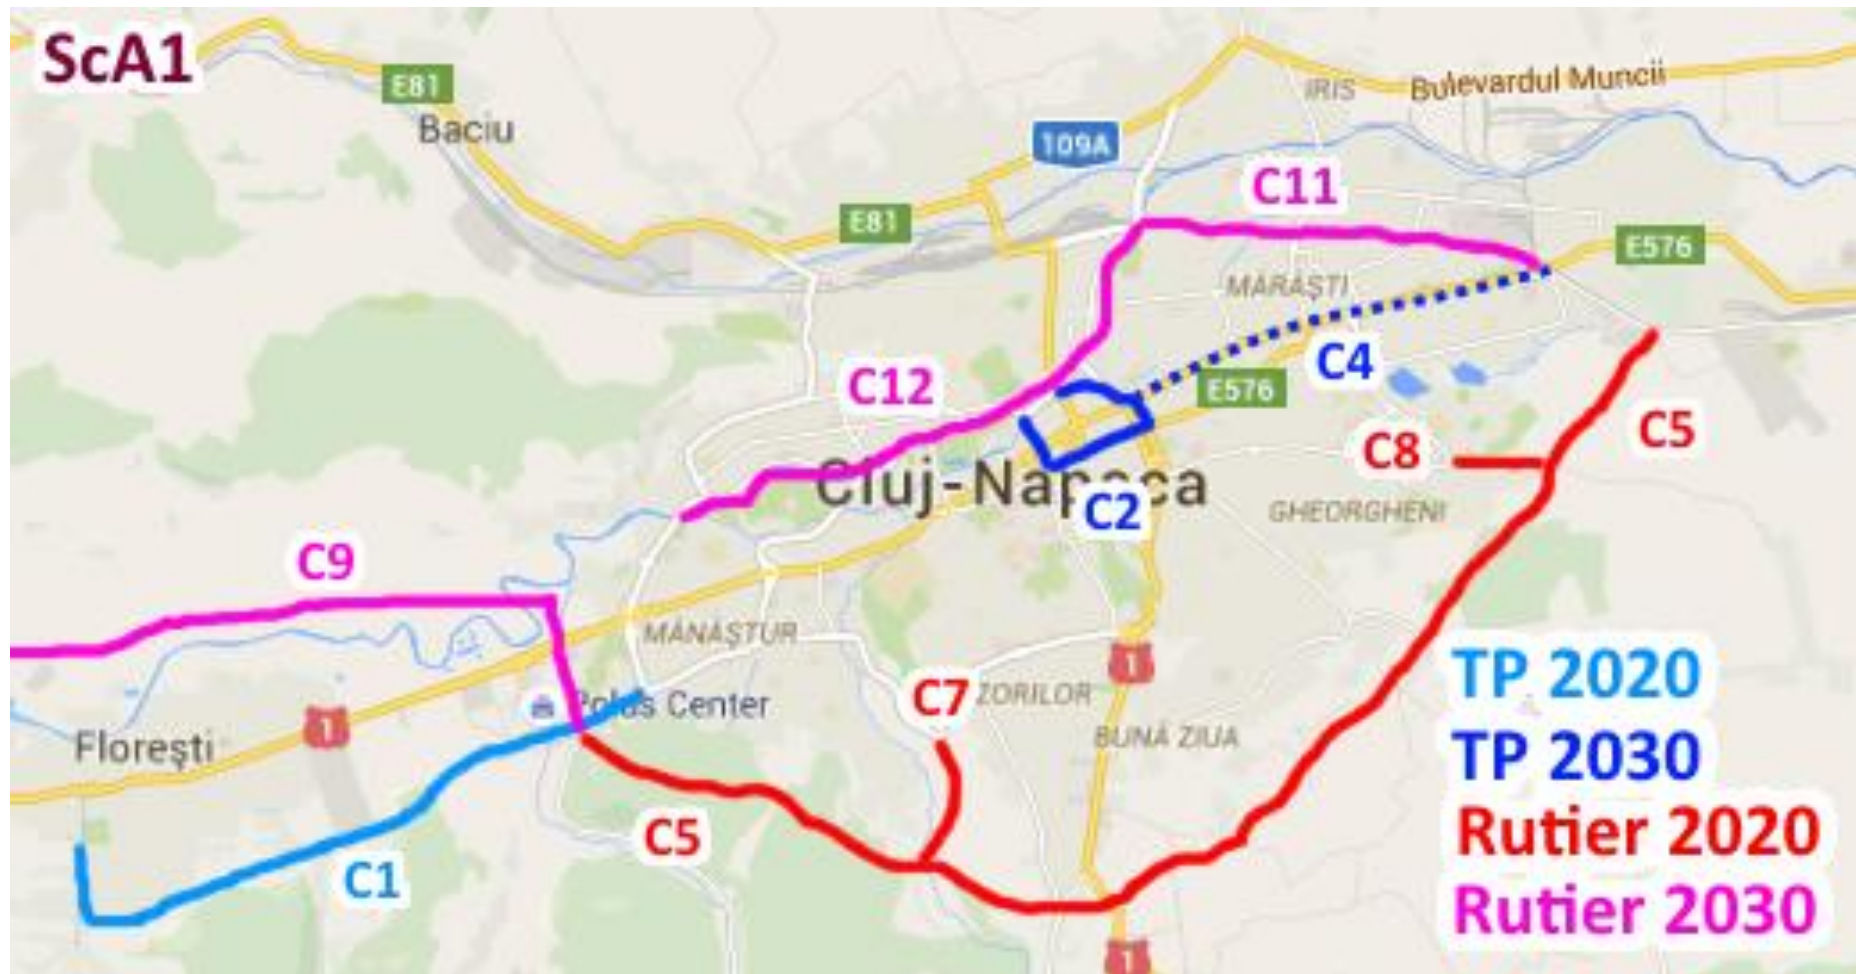 ScA1
E81
Baciu
IRIS
Bulevardul Muncii
109A
C11
E81
E576
MĂRĂȘTI
C12
C4
E576
C5
C8
Cluj-Napoca
C2
GHEORGHENI
C9
MĂNĂȘTUR
1
C7
ZORILOR
TP 2020
Polus Center
1
Florești
BUNĂ ZIUA
TP 2030
C5
Rutier 2020
C1
Rutier 2030
1